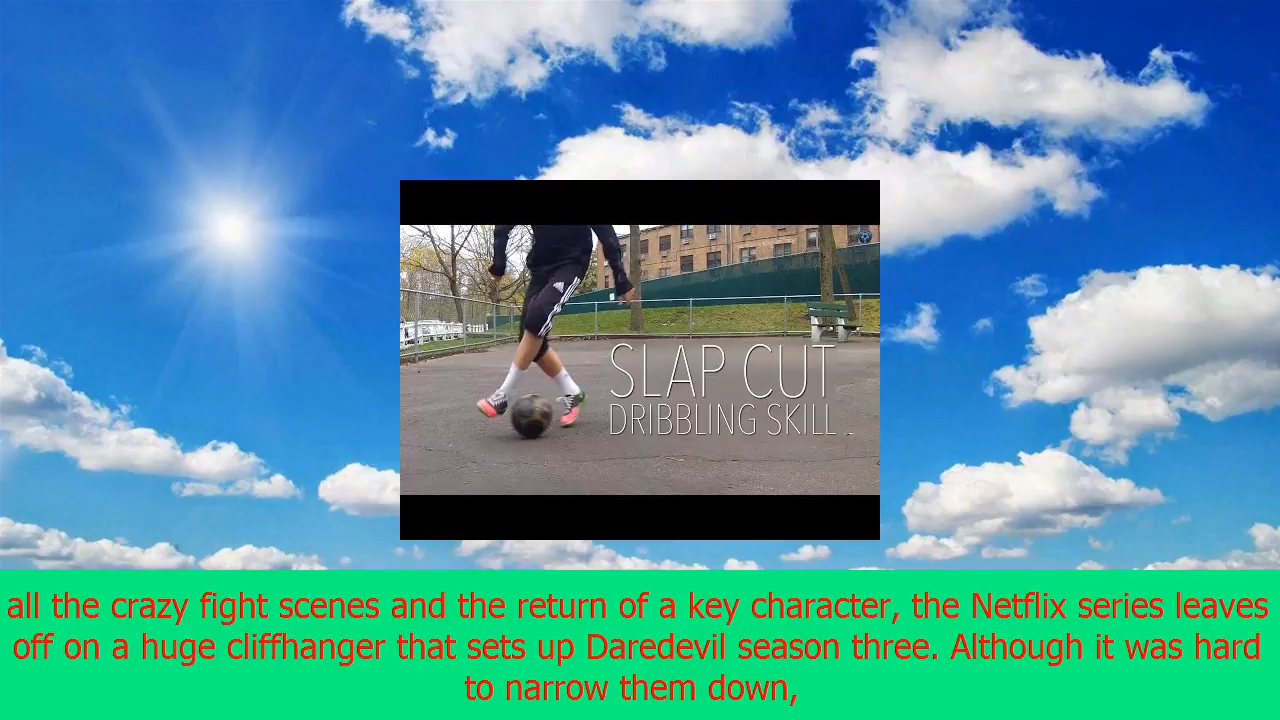 SLAP CUT
DRIBBLING SKILL
all the crazy fight scenes and the return of a key character, the Netflix series leaves
off on a huge cliffhanger that sets up Daredevil season three. Although it was hard
to narrow them down,